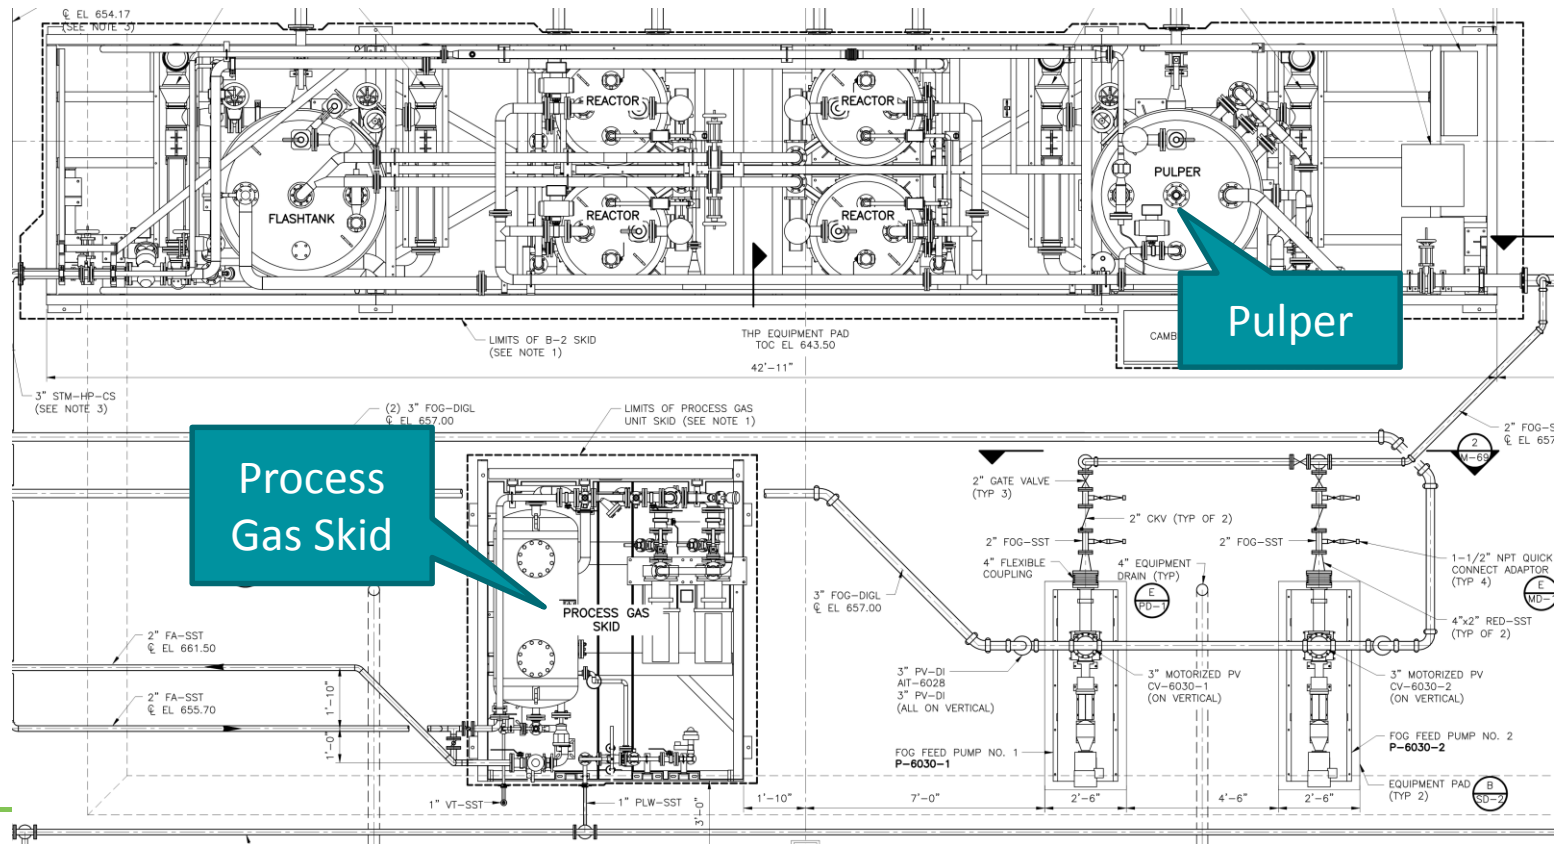 ℄ EL 654.17
(SEE NOTE 3)
REACTOR
REACTOR
FLASHTANK
REACTOR
REACTOR
PULPER
Pulper
LIMITS OF B-2 SKID
(SEE NOTE 1)
THP EQUIPMENT PAD
TOC EL 643.50
CAMB
42'-11"
3" STM-HP-CS
(SEE NOTE 3)
(2) 3" FOG-DIGL
℄ EL 657.00
LIMITS OF PROCESS GAS
UNIT SKID (SEE NOTE 1)
2" FOG-S
℄ EL 657
2
M-69
Process
Gas Skid
2" GATE VALVE
(TYP 3)
2" CKV (TYP OF 2)
2" FOG-SST
2" FOG-SST
4" FLEXIBLE
COUPLING
4" EQUIPMENT
DRAIN (TYP)
E
PD-1
1-1/2" NPT QUICK
CONNECT ADAPTOR
(TYP 4)
E
MD-1
3" FOG-DIGL
℄ EL 657.00
PROCESS GAS
SKID
4"x2" RED-SST
(TYP OF 2)
2" FA-SST
℄ EL 661.50
2" FA-SST
℄ EL 655.70
1'-10"
1'-0"
3" PV-DI
AIT-6028
3" PV-DI
(ALL ON VERTICAL)
3" MOTORIZED PV
CV-6030-1
(ON VERTICAL)
3" MOTORIZED PV
CV-6030-2
(ON VERTICAL)
FOG FEED PUMP NO. 1
P-6030-1
FOG FEED PUMP NO. 2
P-6030-2
EQUIPMENT PAD
(TYP 2)
B
SD-2
1" VT-SST
1" PLW-SST
3'-0"
1'-10"
7'-0"
2'-6"
4'-6"
2'-6"